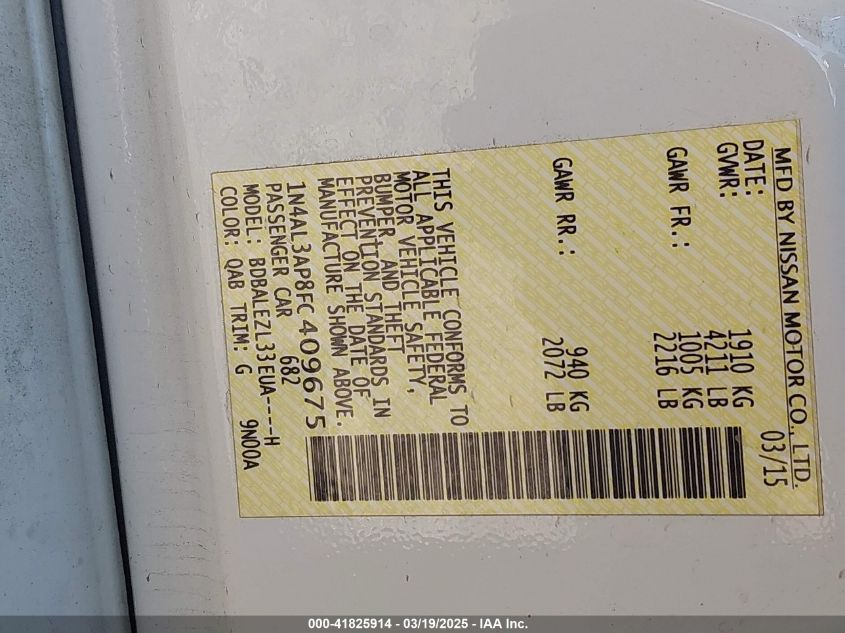 MFD BY NISSAN MOTOR CO., LTD.
DATE: 03/15
GVWR: 1910 KG
4211 LB
GAWR FR.: 1005 KG
2216 LB
GAWR RR.: 940 KG
2072 LB
THIS VEHICLE CONFORMS TO
ALL APPLICABLE FEDERAL
MOTOR VEHICLE SAFETY,
BUMPER, AND THEFT
PREVENTION STANDARDS IN
EFFECT ON THE DATE OF
MANUFACTURE SHOWN ABOVE.
1N4AL3AP8FC409675
PASSENGER CAR 682
MODEL: BDBALEZL33EUA----H
COLOR: QAB TRIM: G 9N00A
000-41825914 - 03/19/2025 - IAA Inc.